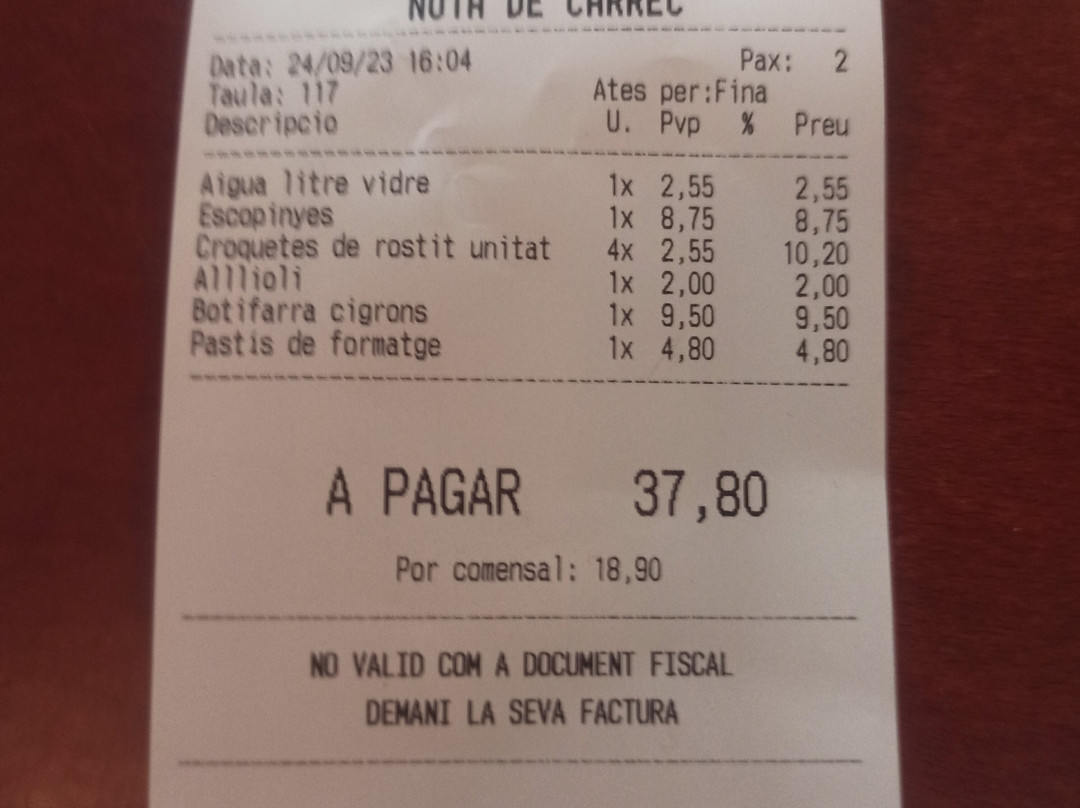 NOTA DE CARREC
Data: 24/09/23 16:04 Pax: 2
Taula: 117 Ates per:Fina
Descripcio U. Pvp % Preu
Aigua litre vidre 1x 2,55 2,55
Escopinyes 1x 8,75 8,75
Croquetes de rostit unitat 4x 2,55 10,20
Alllioli 1x 2,00 2,00
Botifarra cigrons 1x 9,50 9,50
Pastis de formatge 1x 4,80 4,80
A PAGAR 37,80
Por comensal: 18,90
NO VALID COM A DOCUMENT FISCAL
DEMANI LA SEVA FACTURA